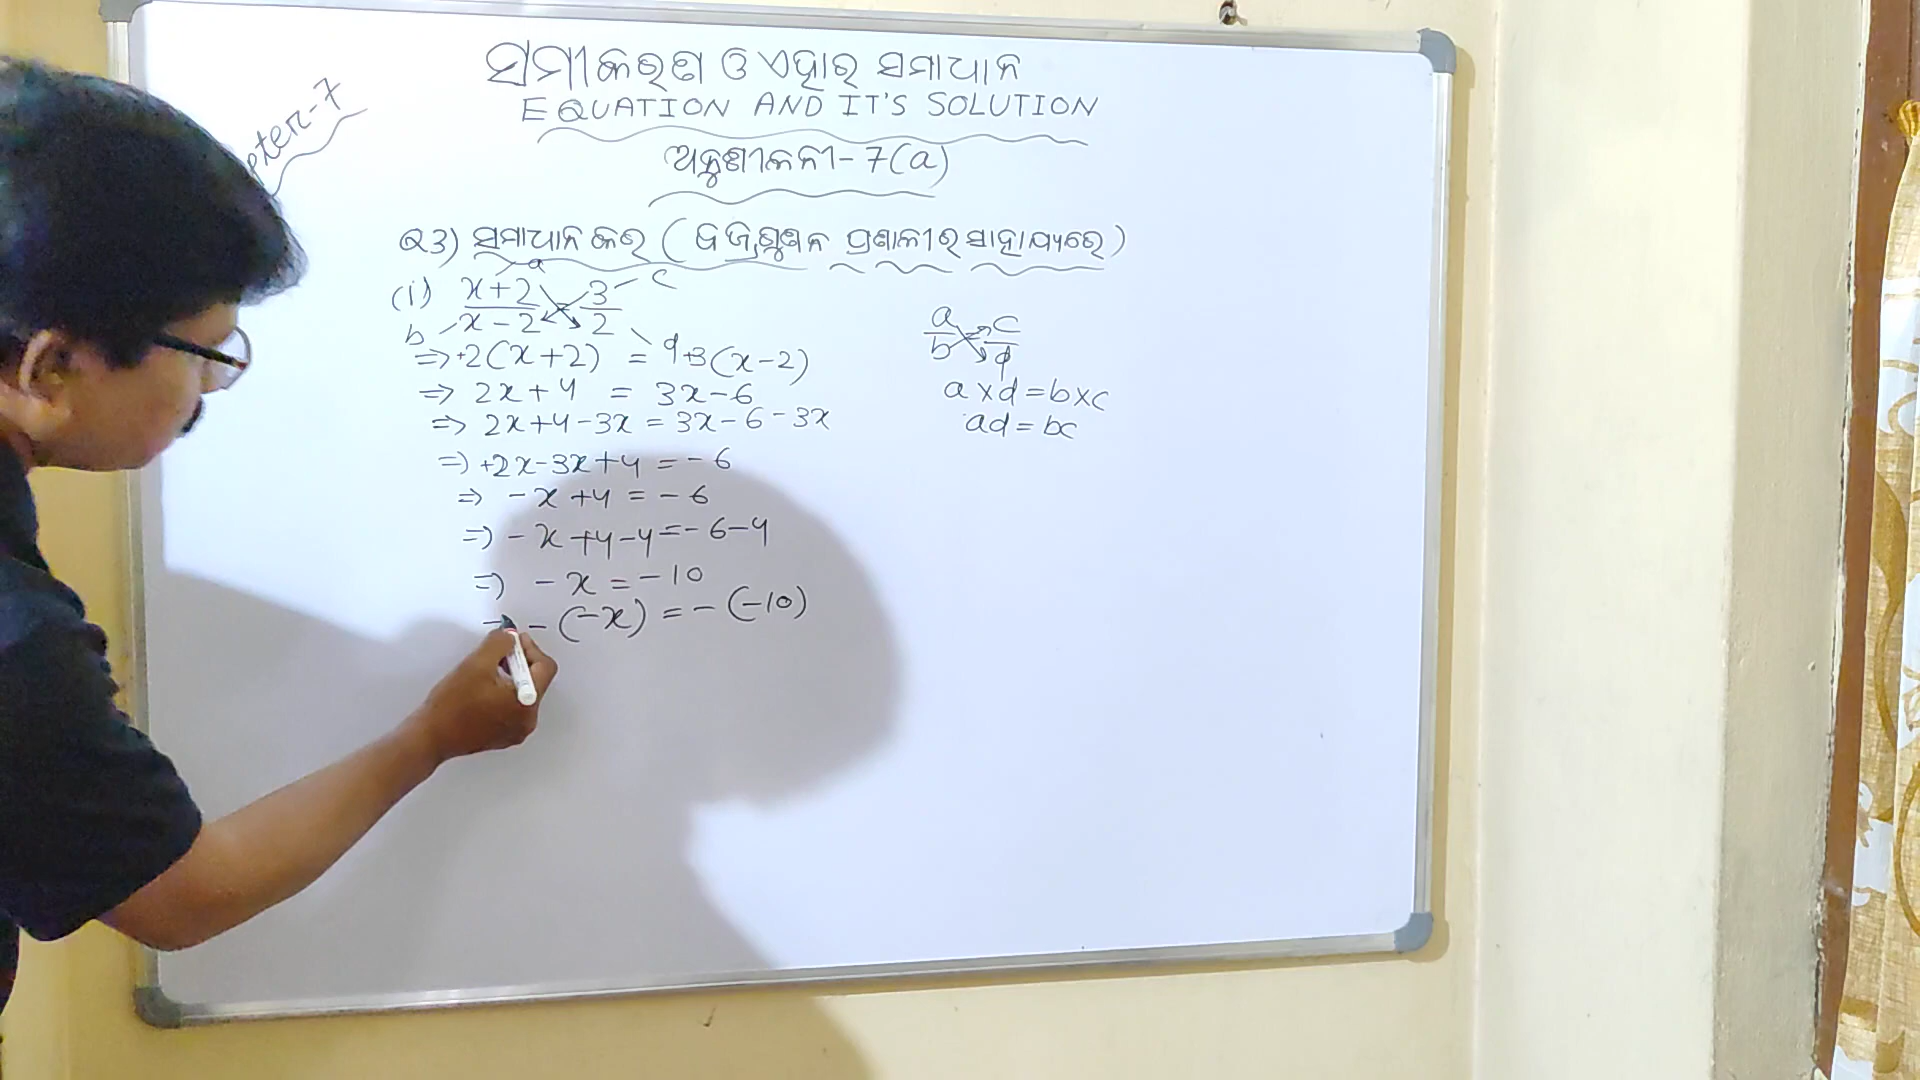 ସମୀକରଣ ଓ ଏହାର ସମାଧାନ
EQUATION AND IT'S SOLUTION
pter-7
ଅନୁଶୀଳନୀ - 7(a)
Q3) ସମାଧାନ କର (ବଜ୍ରଗୁଣନ ପ୍ରଣାଳୀର ସାହାଯ୍ୟରେ)
(i) x+2/x-2 = 3/2
a
c
b
d
⇒ +2(x+2) = +3(x-2)
⇒ 2x+4 = 3x-6
⇒ 2x+4-3x = 3x-6-3x
⇒ +2x-3x+4 = -6
⇒ -x+4 = -6
⇒ -x+4-4 = -6-4
⇒ -x = -10
-(-x) = -(-10)
a/b = c/d
a×d = b×c
ad = bc